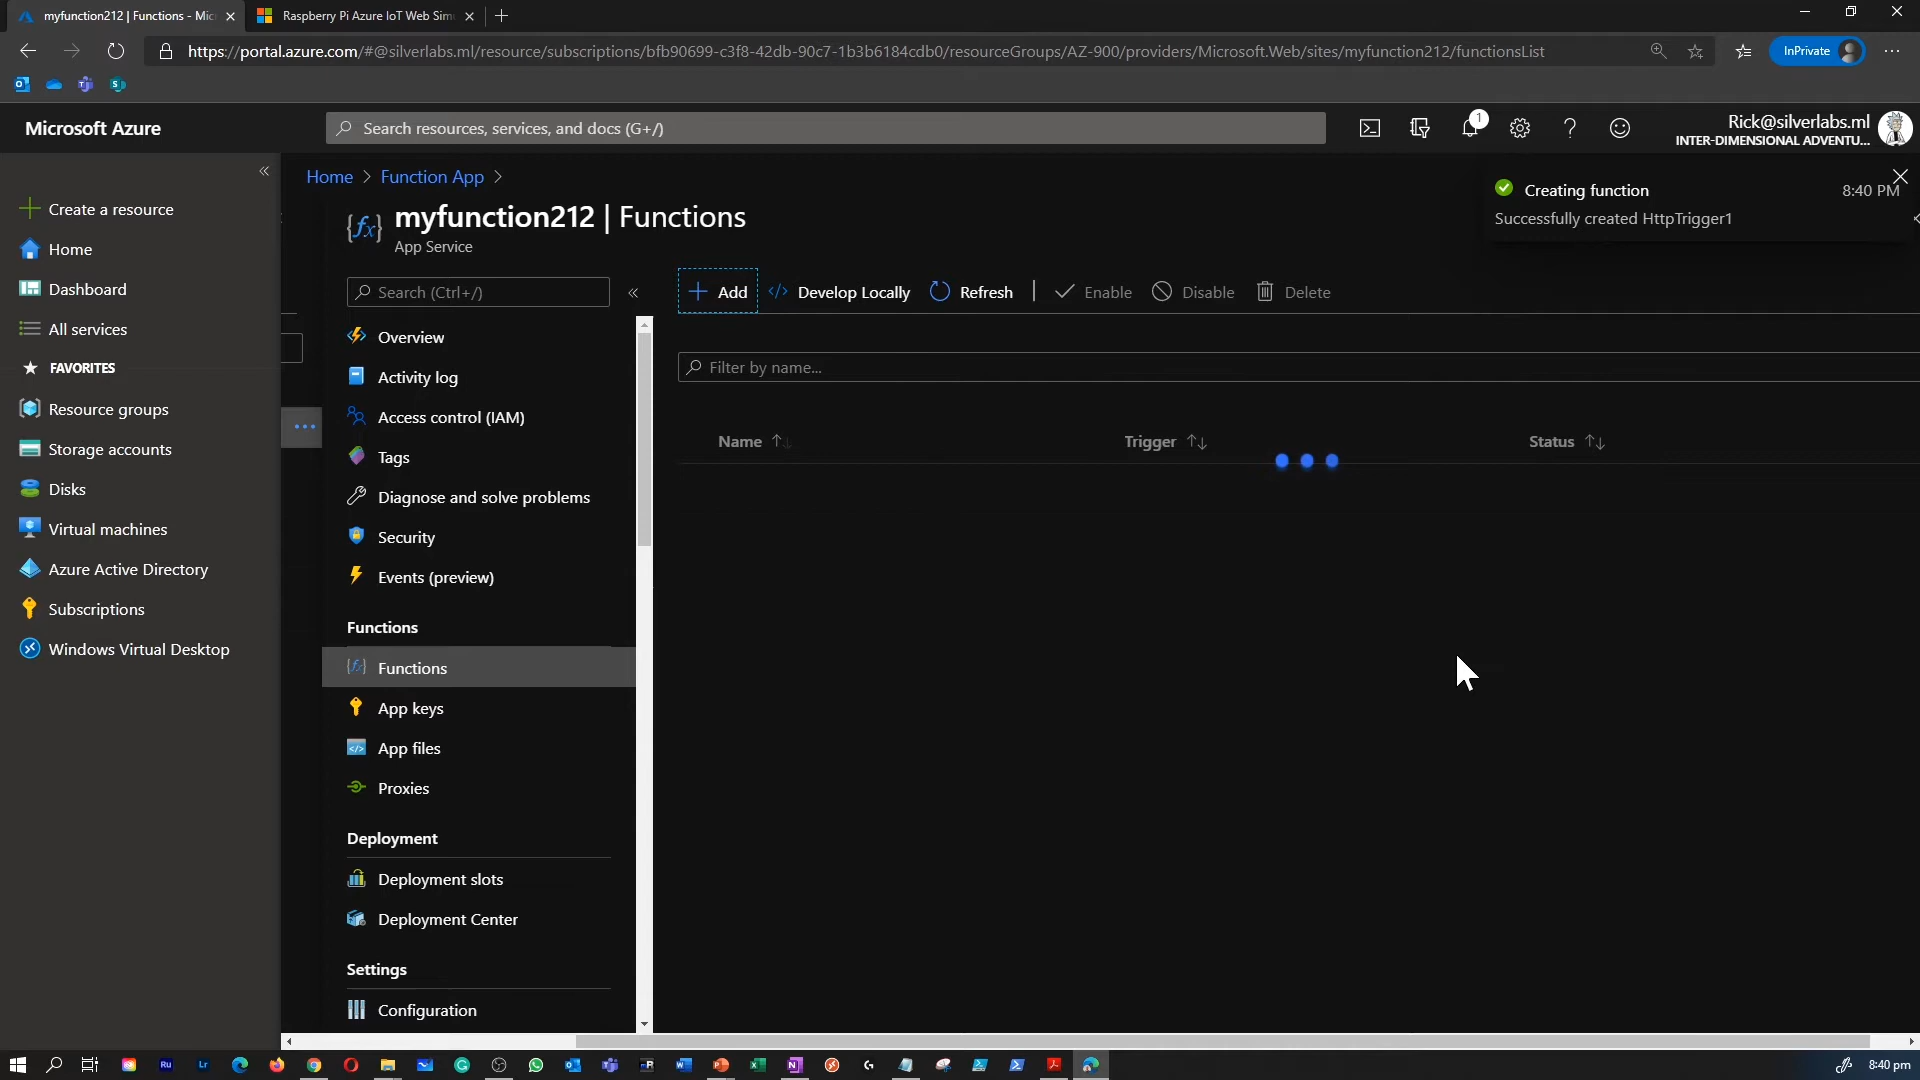 myfunction212 | Functions - Mic
Raspberry Pi Azure IoT Web Sim
https://portal.azure.com/#@silverlabs.ml/resource/subscriptions/bfb90699-c3f8-42db-90c7-1b3b6184cdb0/resourceGroups/AZ-900/providers/Microsoft.Web/sites/myfunction212/functionsList
InPrivate
Microsoft Azure
Search resources, services, and docs (G+/)
1
Rick@silverlabs.ml
INTER-DIMENSIONAL ADVENTU...
Home > Function App >
Creating function
8:40 PM
Successfully created HttpTrigger1
myfunction212 | Functions
App Service
Create a resource
Home
Dashboard
All services
FAVORITES
Resource groups
Storage accounts
Disks
Virtual machines
Azure Active Directory
Subscriptions
Windows Virtual Desktop
Search (Ctrl+/)
Overview
Activity log
Access control (IAM)
Tags
Diagnose and solve problems
Security
Events (preview)
Functions
Functions
App keys
App files
Proxies
Deployment
Deployment slots
Deployment Center
Settings
Configuration
Add
Develop Locally
Refresh
Enable
Disable
Delete
Filter by name...
Name
Trigger
Status
8:40 pm